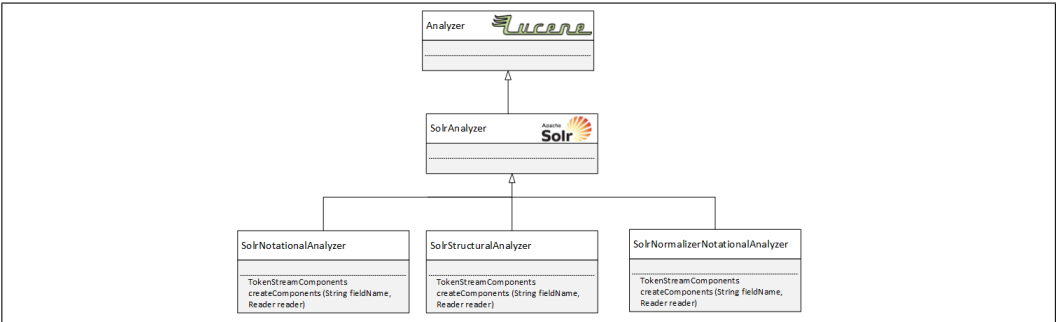 Analyzer
Lucene
SolrAnalyzer
Apache
Solr
SolrNotationalAnalyzer
TokenStreamComponents
createComponents (String fieldName,
Reader reader)
SolrStructuralAnalyzer
TokenStreamComponents
createComponents (String fieldName,
Reader reader)
SolrNormalizerNotationalAnalyzer
TokenStreamComponents
createComponents (String fieldName,
Reader reader)